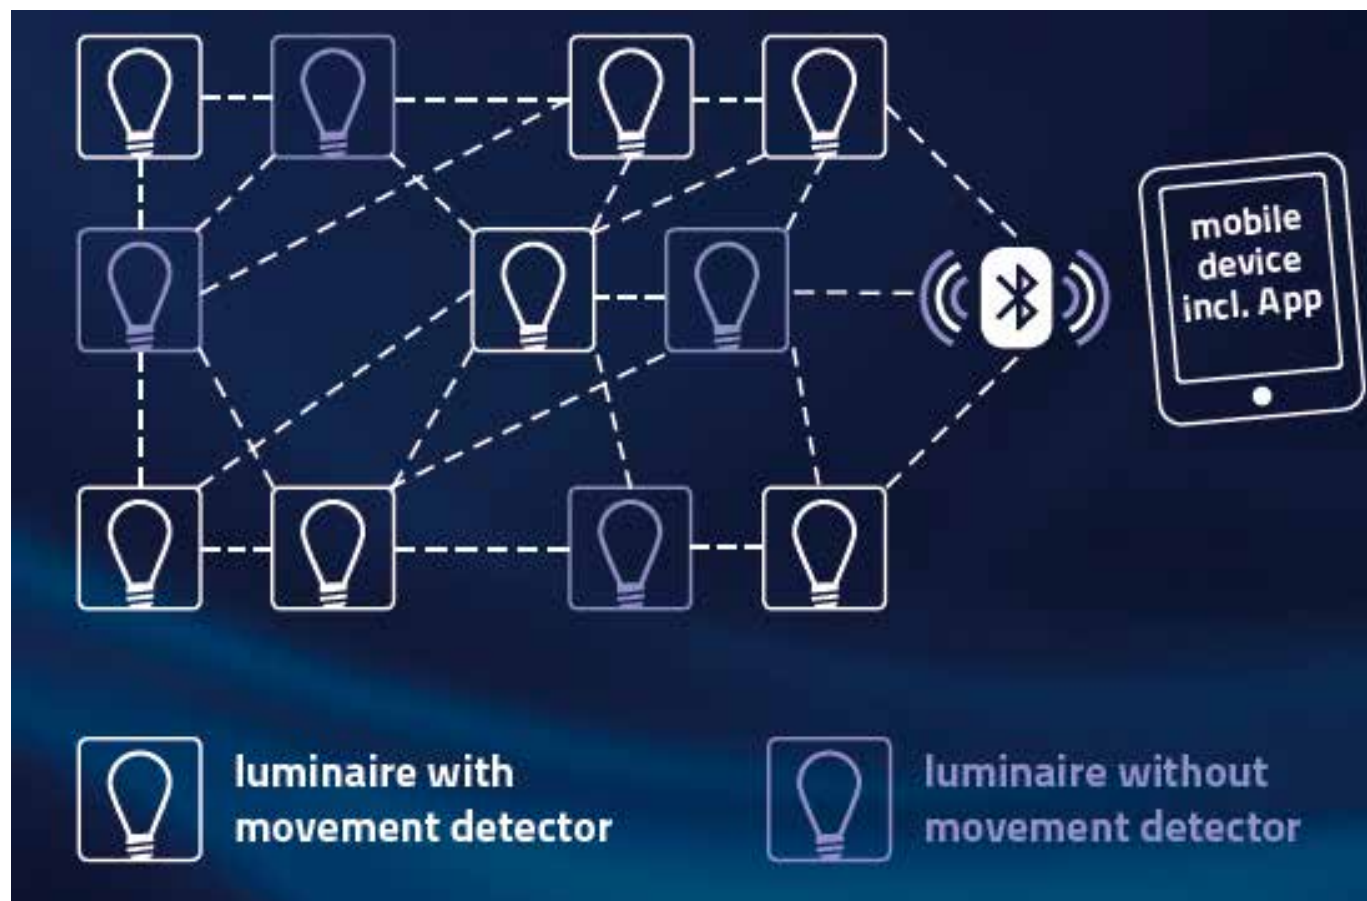 mobile
device
incl. App
luminaire with
movement detector
luminaire without
movement detector